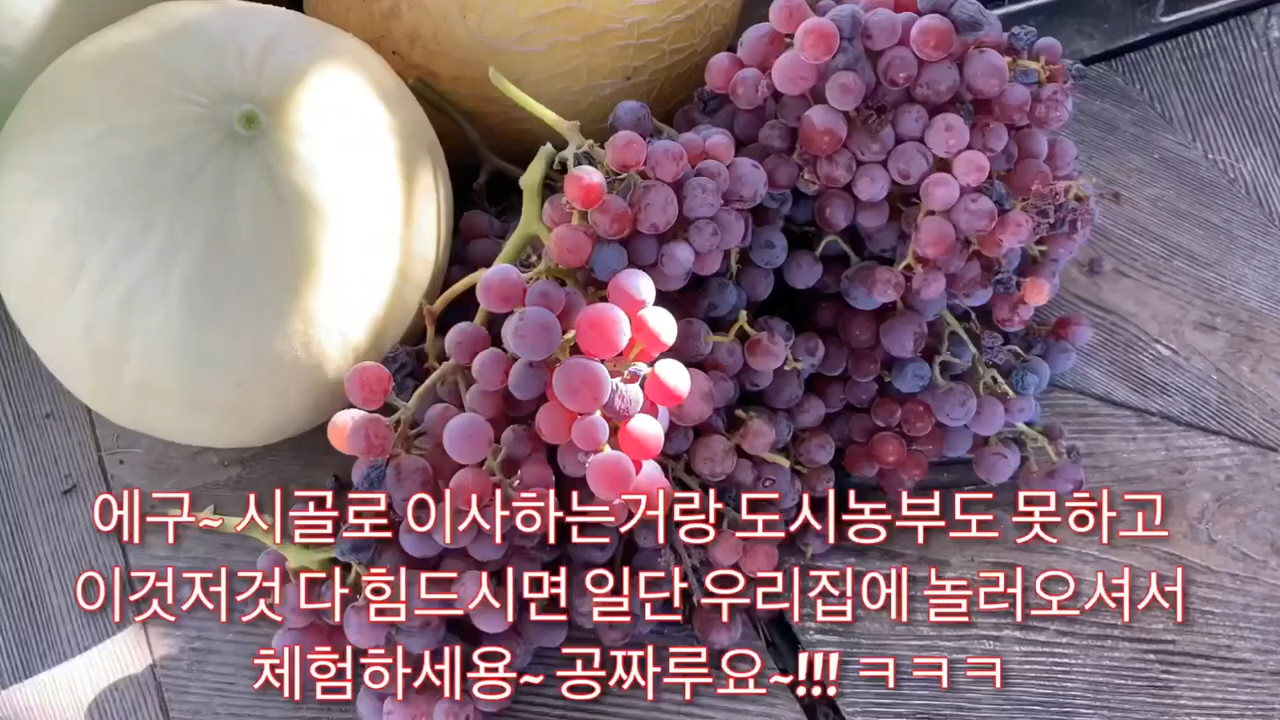 에구~ 시골로 이사하는거랑 도시농부도 못하고
이것저것 다 힘드시면 일단 우리집에 놀러오셔서
체험하세용~ 공짜루요~!!! ㅋㅋㅋ